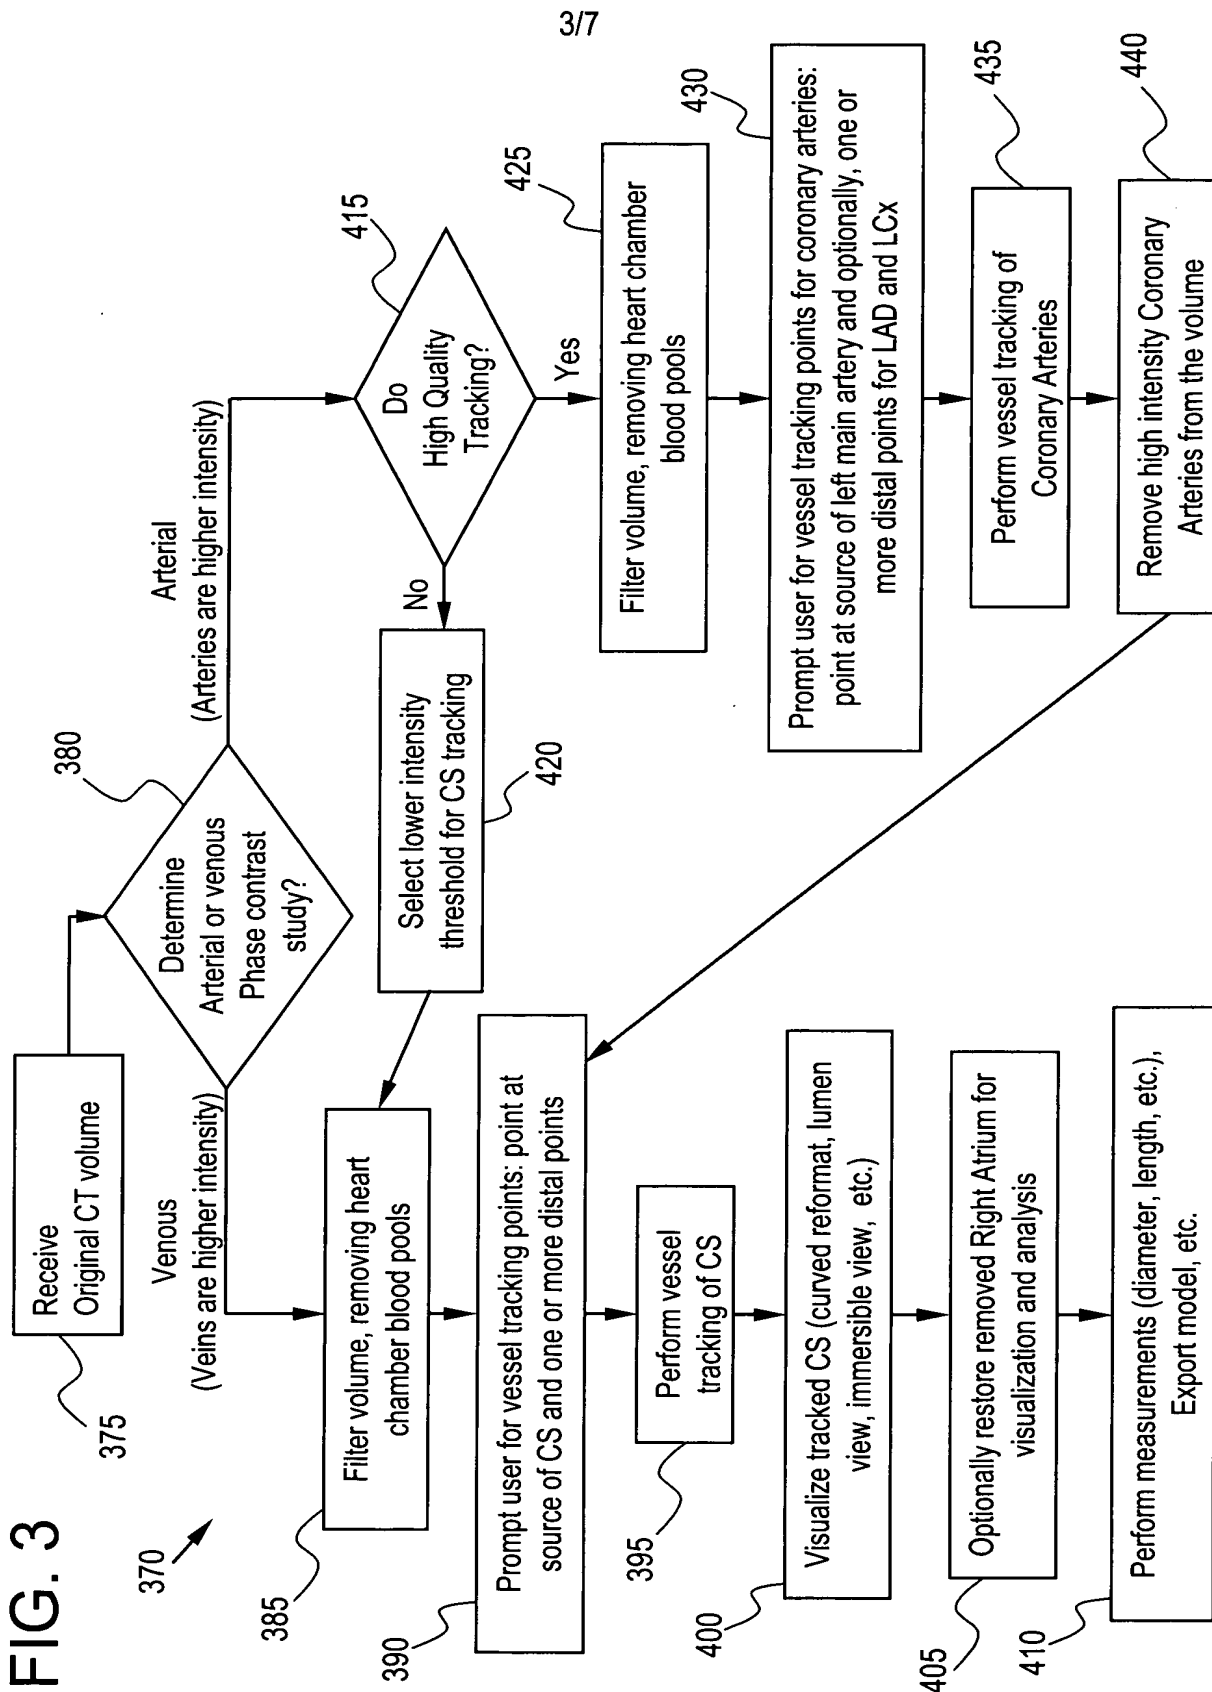 3/7
FIG. 3
370
Receive
Original CT volume
375
Determine
Arterial or venous
Phase contrast
study?
380
Venous
(Veins are higher intensity)
Arterial
(Arteries are higher intensity)
Filter volume, removing heart
chamber blood pools
385
Prompt user for vessel tracking points: point at
source of CS and one or more distal points
390
Perform vessel
tracking of CS
395
Visualize tracked CS (curved reformat, lumen
view, immersible view, etc.)
400
Optionally restore removed Right Atrium for
visualization and analysis
405
Perform measurements (diameter, length, etc.),
Export model, etc.
410
Do
High Quality
Tracking?
415
No
Yes
Select lower intensity
threshold for CS tracking
420
Filter volume, removing heart chamber
blood pools
425
Prompt user for vessel tracking points for coronary arteries:
point at source of left main artery and optionally, one or
more distal points for LAD and LCx
430
Perform vessel tracking of
Coronary Arteries
435
Remove high intensity Coronary
Arteries from the volume
440